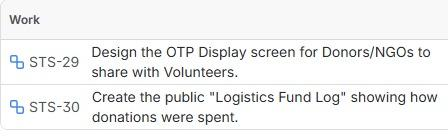 Work
STS-29 Design the OTP Display screen for Donors/NGOs to
share with Volunteers.
STS-30 Create the public "Logistics Fund Log" showing how
donations were spent.